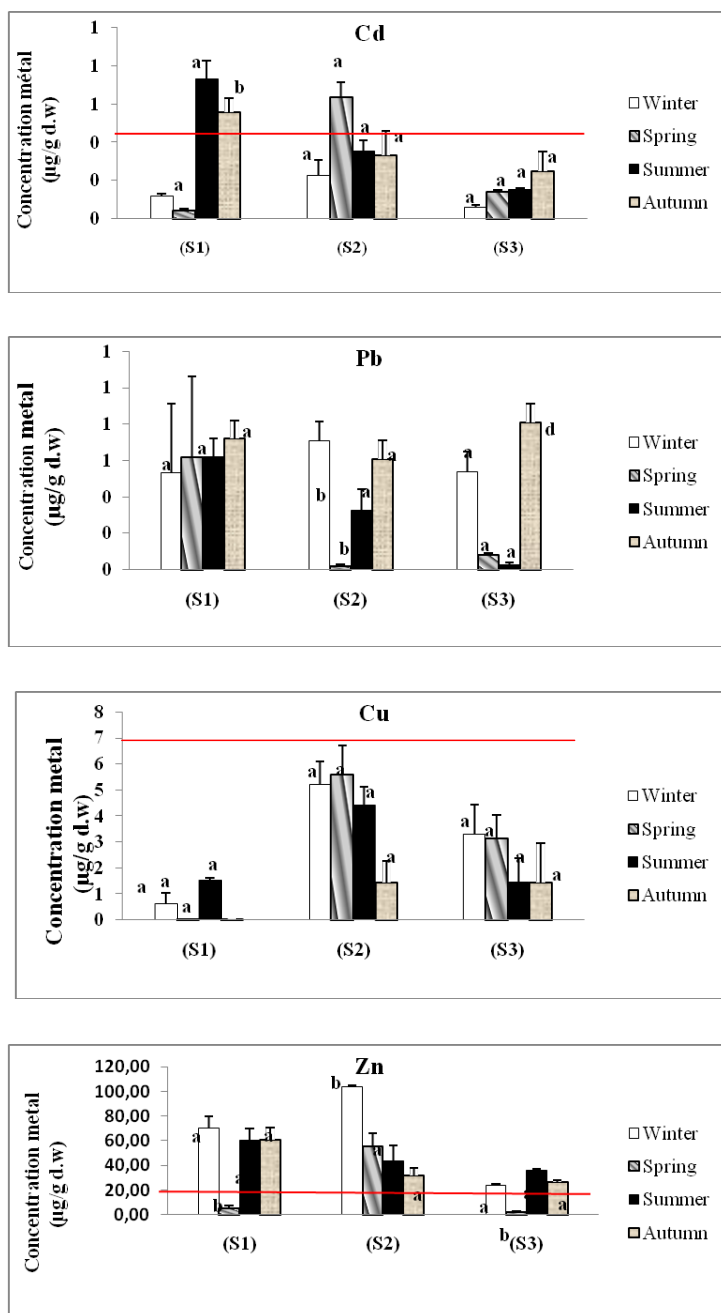 Cd
Concentration métal
(µg/g d.w)
1
1
1
0
0
0
a
b
a
a
a
a
a
a
a
a
a
(S1)
(S2)
(S3)
Winter
Spring
Summer
Autumn
Pb
Concentration metal
(µg/g d.w)
1
1
1
1
0
0
0
a
a
a
b
b
a
a
a
a
a
d
(S1)
(S2)
(S3)
Winter
Spring
Summer
Autumn
Cu
Concentration metal
(µg/g d.w)
8
7
6
5
4
3
2
1
0
a
a
a
a
a
a
a
a
a
a
a
a
(S1)
(S2)
(S3)
Winter
Spring
Summer
Autumn
Zn
Concentration metal
(µg/g d.w)
120,00
100,00
80,00
60,00
40,00
20,00
0,00
a
b
a
a
b
a
a
a
b
a
(S1)
(S2)
(S3)
Winter
Spring
Summer
Autumn